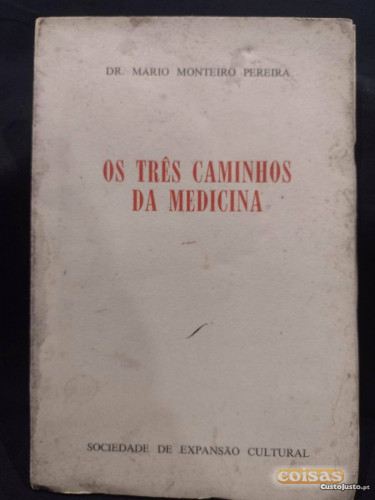 DR. MÁRIO MONTEIRO PEREIRA
OS TRÊS CAMINHOS
DA MEDICINA
SOCIEDADE DE EXPANSÃO CULTURAL
coisas
Custojusto.pt